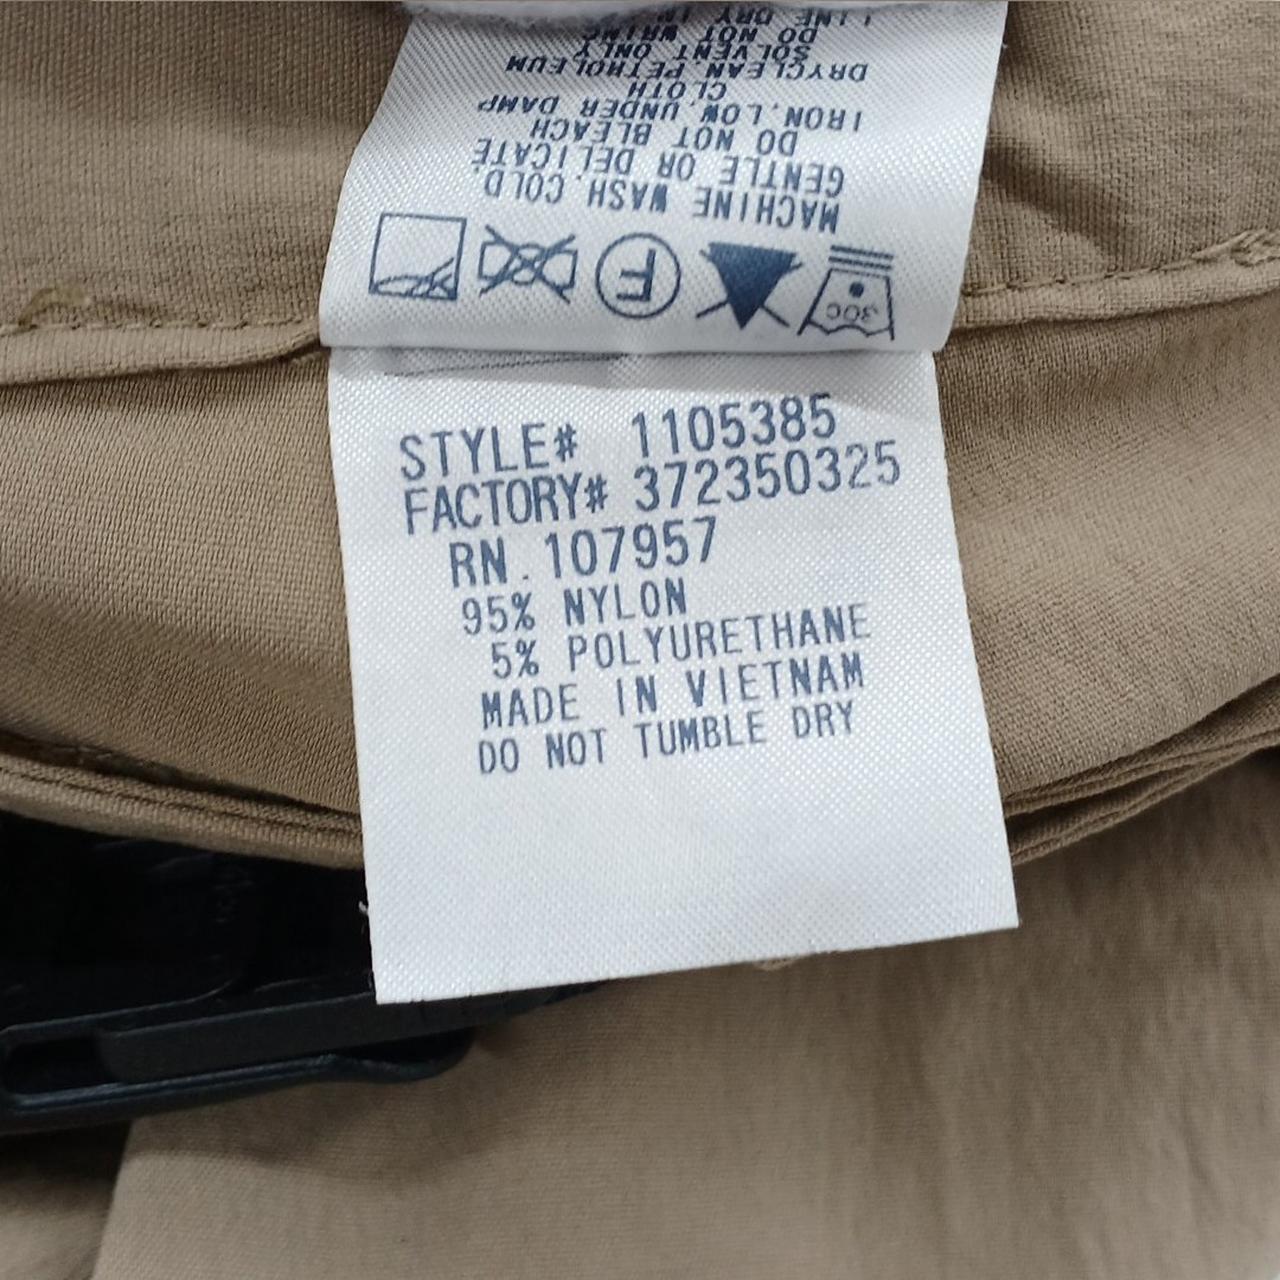 MACHINE WASH COLD.
GENTLE OR DELICATE
DO NOT BLEACH
IRON,LOW,UNDER DAMP
CLOTH
DRYCLEAN,PETROLEUM
SOLVENT ONLY
DO NOT WRING
LINE DRY IN
30C
F
STYLE# 1105385
FACTORY# 372350325
RN. 107957
95% NYLON
5% POLYURETHANE
MADE IN VIETNAM
DO NOT TUMBLE DRY